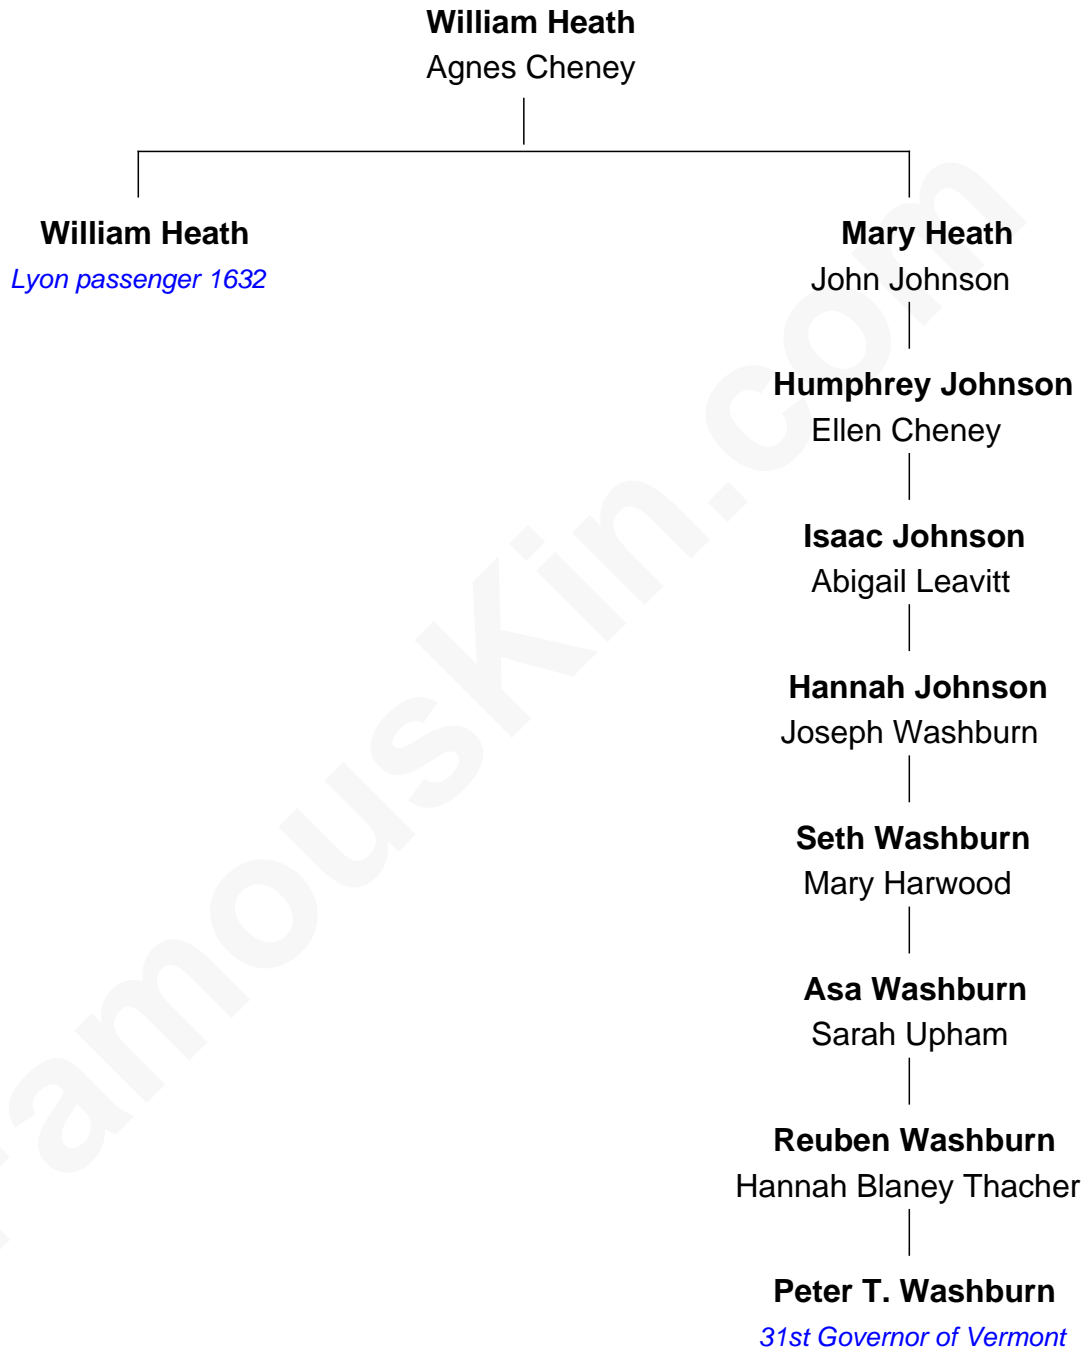 William Heath
Agnes Cheney
William Heath
Lyon passenger 1632
Mary Heath
John Johnson
Humphrey Johnson
Ellen Cheney
Isaac Johnson
Abigail Leavitt
Hannah Johnson
Joseph Washburn
Seth Washburn
Mary Harwood
Asa Washburn
Sarah Upham
Reuben Washburn
Hannah Blaney Thacher
Peter T. Washburn
31st Governor of Vermont
FamousKin.com